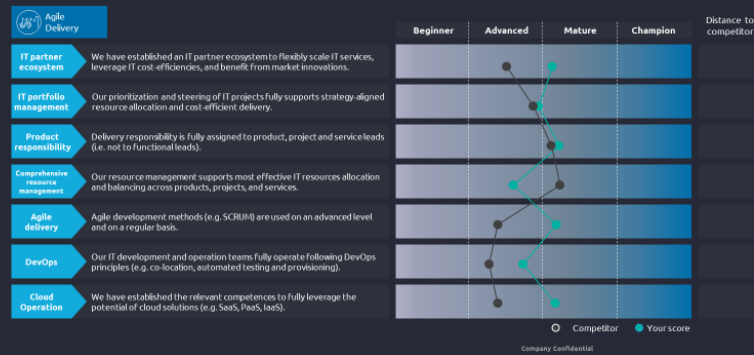 Agile
Delivery
Beginner
Advanced
Mature
Champion
Distance to
competitor
IT partner
ecosystem
We have established an IT partner ecosystem to flexibly scale IT services,
leverage IT cost-efficiencies, and benefit from market innovations.
IT portfolio
management
Our prioritization and steering of IT projects fully supports strategy-aligned
resource allocation and cost-efficient delivery.
Product
responsibility
Delivery responsibility is fully assigned to product, project and service leads
(i.e. not to functional leads).
Comprehensive
resource
management
Our resource management supports most effective IT resources allocation
and balancing across products, projects, and services.
Agile
delivery
Agile development methods (e.g. SCRUM) are used on an advanced level
and on a regular basis.
DevOps
Our IT development and operation teams fully operate following DevOps
principles (e.g. co-location, automated testing and provisioning).
Cloud
Operation
We have established the relevant competences to fully leverage the
potential of cloud solutions (e.g. SaaS, PaaS, IaaS).
Competitor
Your score
Company Confidential